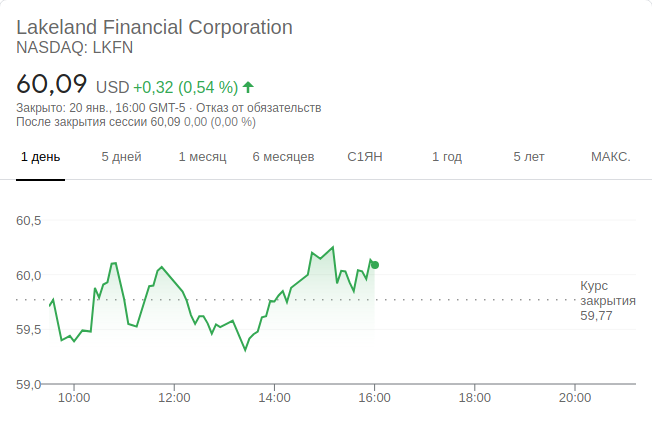 Lakeland Financial Corporation
NASDAQ: LKFN
60,09 USD +0,32 (0,54 %)
Закрыто: 20 янв., 16:00 GMT-5 · Отказ от обязательств
После закрытия сессии 60,09 0,00 (0,00 %)
1 день 5 дней 1 месяц 6 месяцев С1ЯН 1 год 5 лет МАКС.
60,5
60,0
Курс
закрытия
59,77
59,5
59,0
10:00 12:00 14:00 16:00 18:00 20:00